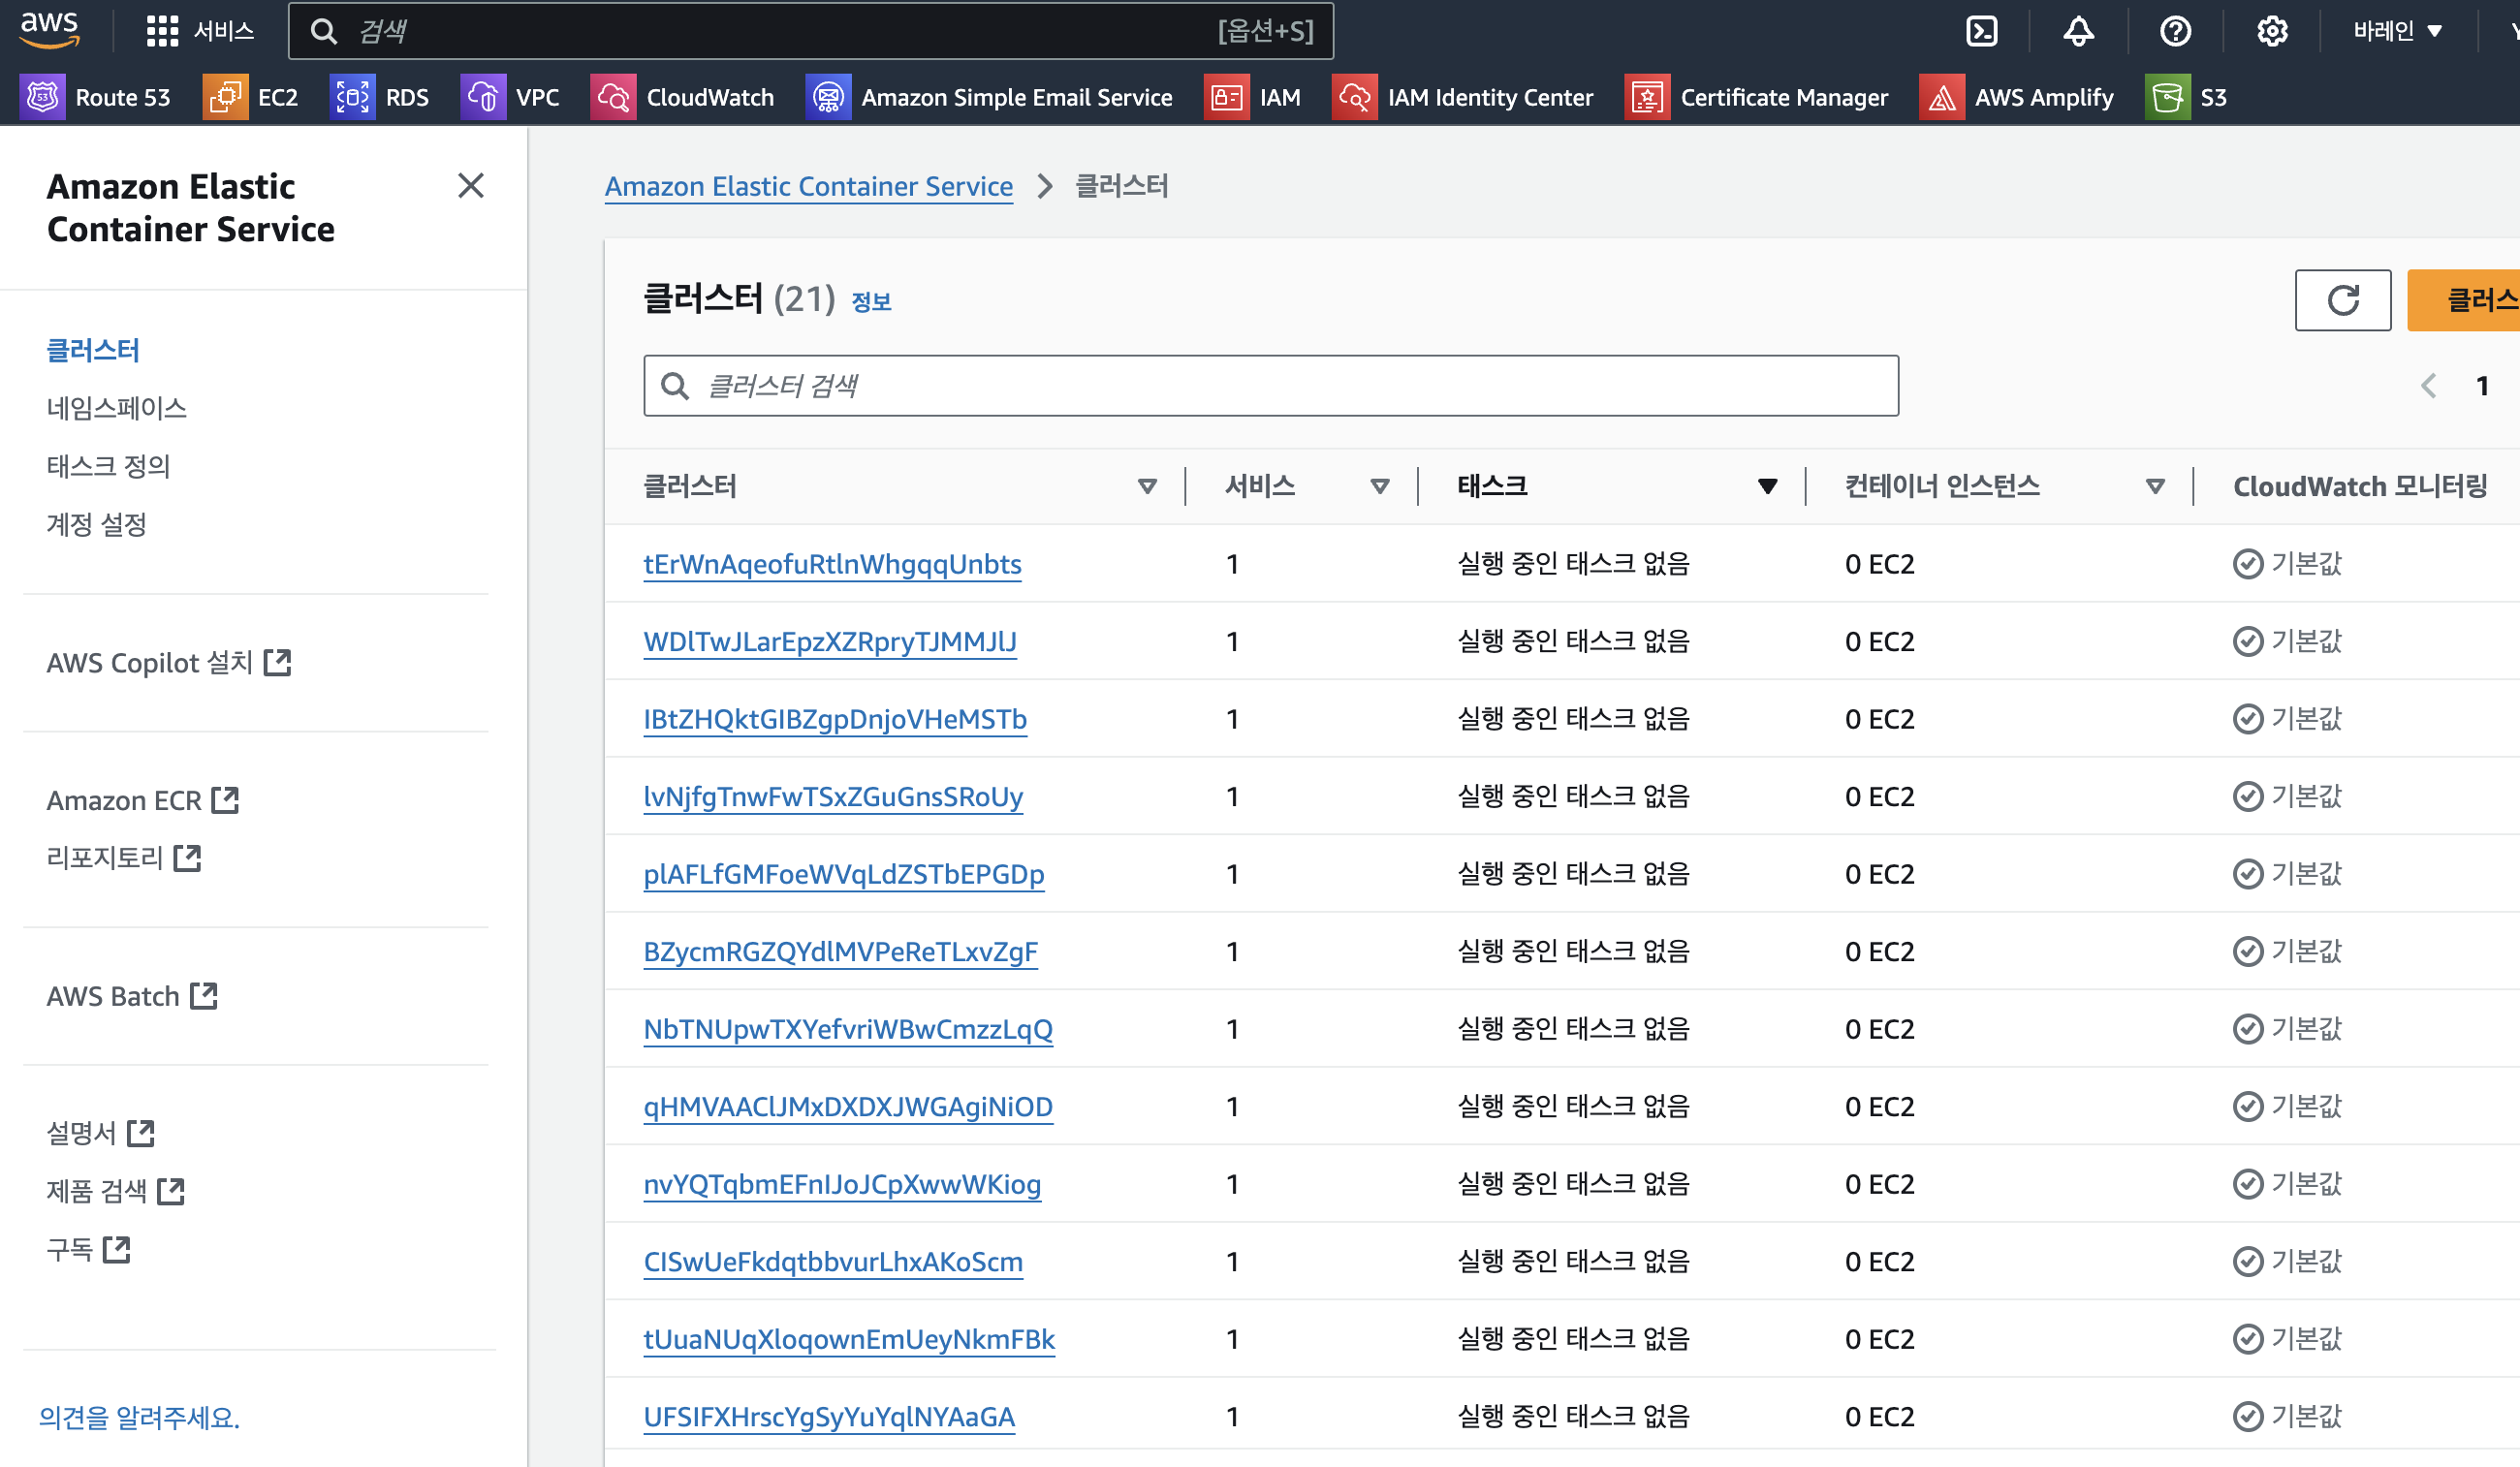 aws 서비스 검색 [옵션+S] 바레인
Route 53 EC2 RDS VPC CloudWatch Amazon Simple Email Service IAM IAM Identity Center Certificate Manager AWS Amplify S3
Amazon Elastic
Container Service
클러스터
네임스페이스
태스크 정의
계정 설정
AWS Copilot 설치
Amazon ECR
리포지토리
AWS Batch
설명서
제품 검색
구독
의견을 알려주세요.
Amazon Elastic Container Service > 클러스터
클러스터 (21) 정보
클러스터 검색
1
클러스터 서비스 태스크 컨테이너 인스턴스 CloudWatch 모니터링
tErWnAqeofuRtlnWhgqqUnbts 1 실행 중인 태스크 없음 0 EC2 기본값
WDlTwJLarEpzXZRpryTJMMJlJ 1 실행 중인 태스크 없음 0 EC2 기본값
IBtZHQktGIBZgpDnjoVHeMSTb 1 실행 중인 태스크 없음 0 EC2 기본값
lvNjfgTnwFwTSxZGuGnsSRoUy 1 실행 중인 태스크 없음 0 EC2 기본값
plAFLfGMFoeWVqLdZSTbEPGDp 1 실행 중인 태스크 없음 0 EC2 기본값
BZycmRGZQYdlMVPeReTLxvZgF 1 실행 중인 태스크 없음 0 EC2 기본값
NbTNUpwTXYefvriWBwCmzzLqQ 1 실행 중인 태스크 없음 0 EC2 기본값
qHMVAAClJMxDXDXJWGAgiNiOD 1 실행 중인 태스크 없음 0 EC2 기본값
nvYQTqbmEFnIJoJCpXwwWKiog 1 실행 중인 태스크 없음 0 EC2 기본값
CISwUeFkdqtbbvurLhxAKoScm 1 실행 중인 태스크 없음 0 EC2 기본값
tUuaNUqXloqownEmUeyNkmFBk 1 실행 중인 태스크 없음 0 EC2 기본값
UFSIFXHrscYgSyYuYqlNYAaGA 1 실행 중인 태스크 없음 0 EC2 기본값